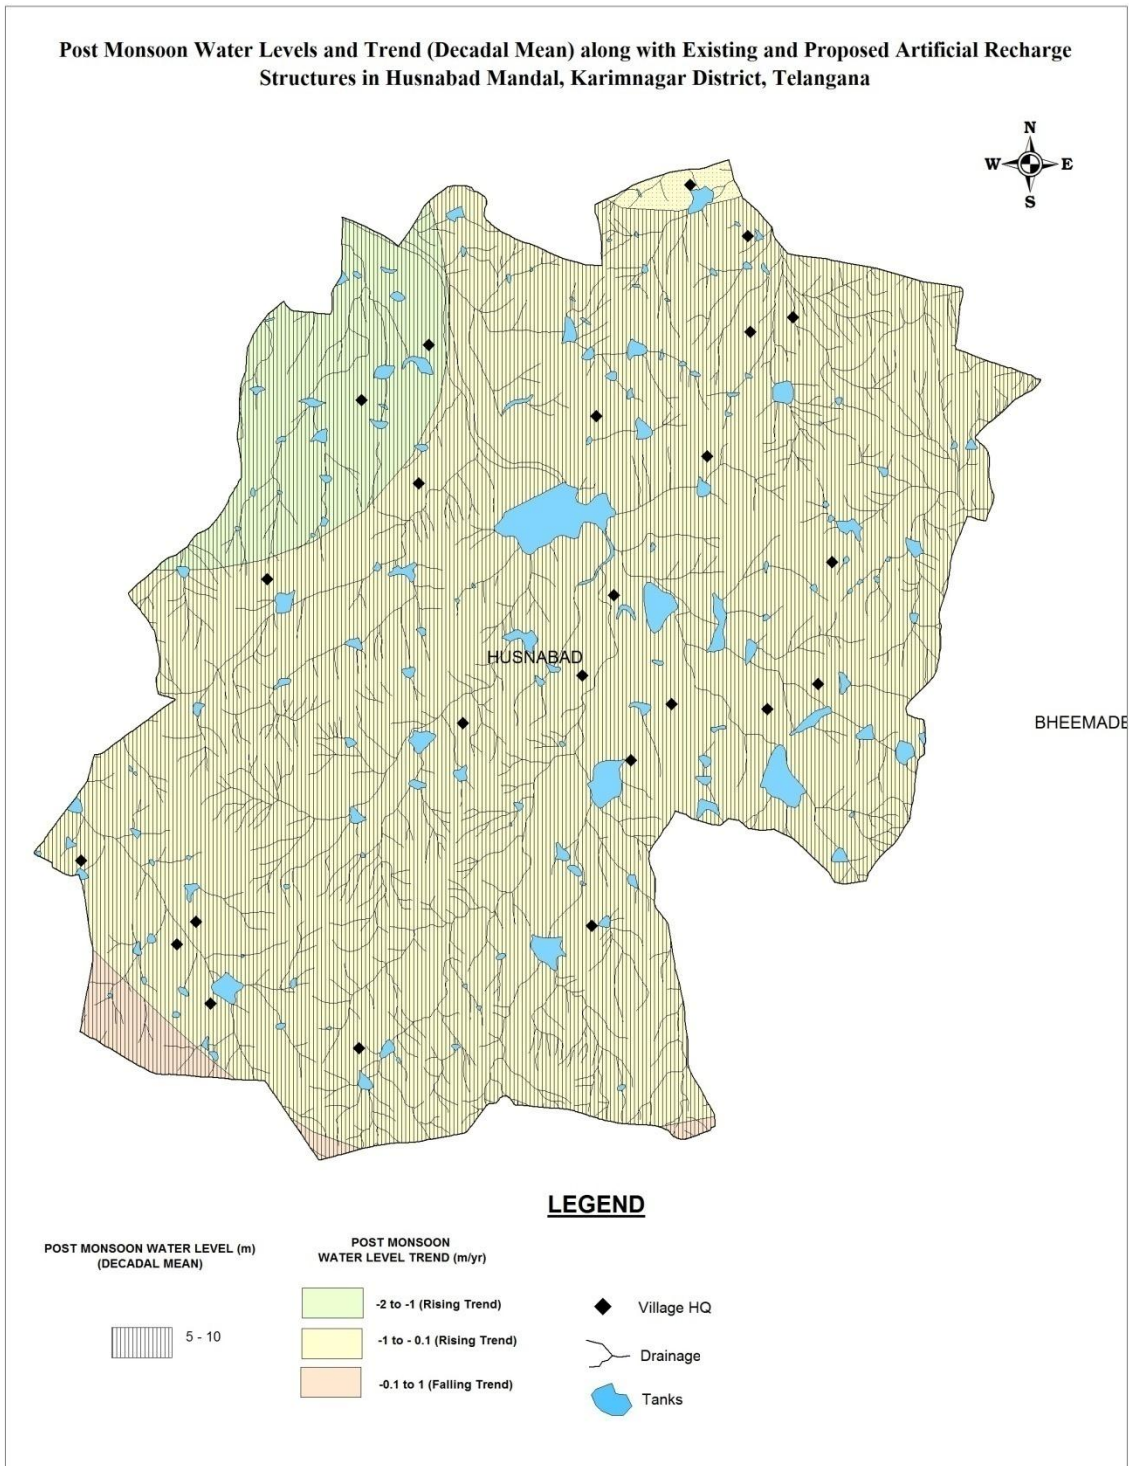 Post Monsoon Water Levels and Trend (Decadal Mean) along with Existing and Proposed Artificial Recharge
Structures in Husnabad Mandal, Karimnagar District, Telangana
N
W E
S
HUSNABAD
BHEEMADE
LEGEND
POST MONSOON WATER LEVEL (m)
(DECADAL MEAN)
5 - 10
POST MONSOON
WATER LEVEL TREND (m/yr)
-2 to -1 (Rising Trend)
-1 to - 0.1 (Rising Trend)
-0.1 to 1 (Falling Trend)
Village HQ
Drainage
Tanks